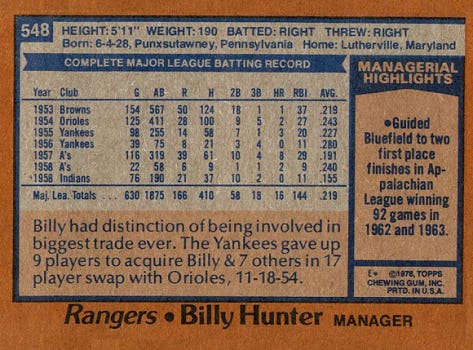 548 HEIGHT: 5'11" WEIGHT: 190 BATTED: RIGHT THREW: RIGHT
Born: 6-4-28, Punxsutawney, Pennsylvania Home: Lutherville, Maryland
COMPLETE MAJOR LEAGUE BATTING RECORD
Year Club G AB R H 2B 3B HR RBI AVG.
1953 Browns 154 567 50 124 18 1 1 37 .219
1954 Orioles 125 411 28 100 9 5 2 27 .243
1955 Yankees 98 255 14 58 7 1 3 20 .227
1956 Yankees 39 75 8 21 3 4 0 11 .280
1957 A's 116 319 39 61 10 4 8 29 .191
1958 A's 22 58 6 9 1 1 2 9 .240
*1958 Indians 76 190 21 37 10 2 0 11 .155
Maj. Lea. Totals ... 630 1875 166 410 58 18 16 144 .219
MANAGERIAL
HIGHLIGHTS
•Guided
Bluefield to two
first place
finishes in Ap-
palachian
League winning
92 games in
1962 and 1963.
Billy had distinction of being involved in
biggest trade ever. The Yankees gave up
9 players to acquire Billy & 7 others in 17
player swap with Orioles, 11-18-54.
E* ©1978, TOPPS
CHEWING GUM, INC.
PRTD. IN U.S.A.
Rangers • Billy Hunter MANAGER